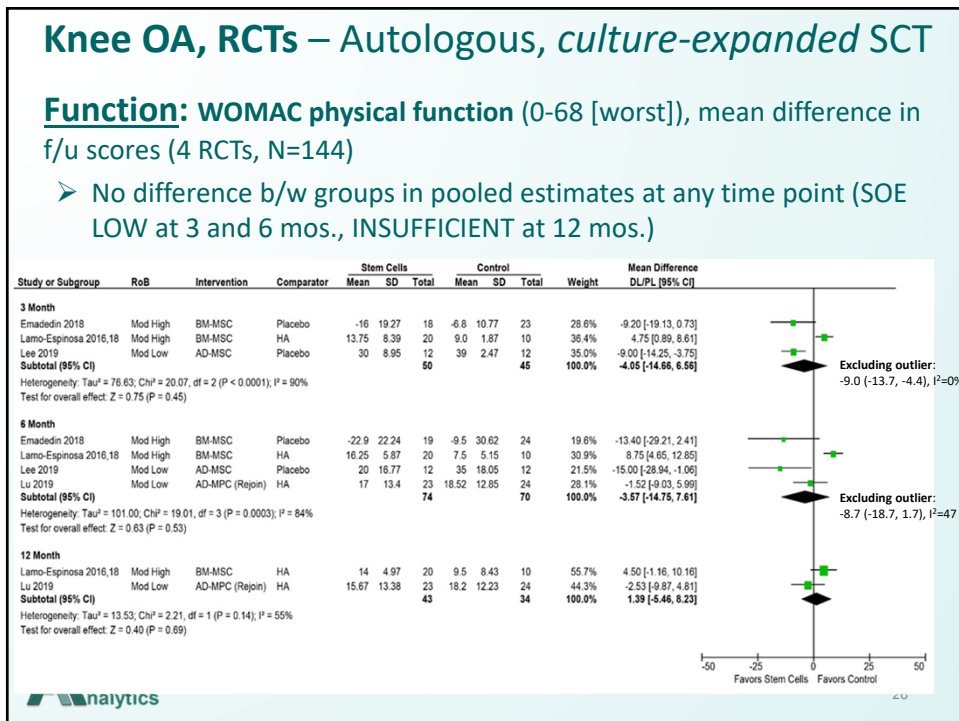 Knee OA, RCTs – Autologous, culture-expanded SCT
Function: WOMAC physical function (0-68 [worst]), mean difference in
f/u scores (4 RCTs, N=144)
➢ No difference b/w groups in pooled estimates at any time point (SOE
LOW at 3 and 6 mos., INSUFFICIENT at 12 mos.)
Stem Cells Control Mean Difference
Study or Subgroup RoB Intervention Comparator Mean SD Total Mean SD Total Weight DL/PL [95% CI]
3 Month
Emadedin 2018 Mod High BM-MSC Placebo -16 19.27 18 -6.8 10.77 23 28.6% -9.20 [-19.13, 0.73]
Lamo-Espinosa 2016,18 Mod High BM-MSC HA 13.75 8.39 20 9.0 1.87 10 36.4% 4.75 [0.89, 8.61]
Lee 2019 Mod Low AD-MSC Placebo 30 8.95 12 39 2.47 12 35.0% -9.00 [-14.25, -3.75]
Subtotal (95% CI) 50 45 100.0% -4.05 [-14.66, 6.56]
Excluding outlier:
-9.0 (-13.7, -4.4), I²=0%
Heterogeneity: Tau² = 76.63; Chi² = 20.07, df = 2 (P < 0.0001); I² = 90%
Test for overall effect: Z = 0.75 (P = 0.45)
6 Month
Emadedin 2018 Mod High BM-MSC Placebo -22.9 22.24 19 -9.5 30.62 24 19.6% -13.40 [-29.21, 2.41]
Lamo-Espinosa 2016,18 Mod High BM-MSC HA 16.25 5.87 20 7.5 5.15 10 30.9% 8.75 [4.65, 12.85]
Lee 2019 Mod Low AD-MSC Placebo 20 16.77 12 35 18.05 12 21.5% -15.00 [-28.94, -1.06]
Lu 2019 Mod Low AD-MPC (Rejoin) HA 17 13.4 23 18.52 12.85 24 28.1% -1.52 [-9.03, 5.99]
Subtotal (95% CI) 74 70 100.0% -3.57 [-14.75, 7.61]
Excluding outlier:
-8.7 (-18.7, 1.7), I²=47
Heterogeneity: Tau² = 101.00; Chi² = 19.01, df = 3 (P = 0.0003); I² = 84%
Test for overall effect: Z = 0.63 (P = 0.53)
12 Month
Lamo-Espinosa 2016,18 Mod High BM-MSC HA 14 4.97 20 9.5 8.43 10 55.7% 4.50 [-1.16, 10.16]
Lu 2019 Mod Low AD-MPC (Rejoin) HA 15.67 13.38 23 18.2 12.23 24 44.3% -2.53 [-9.87, 4.81]
Subtotal (95% CI) 43 34 100.0% 1.39 [-5.46, 8.23]
Heterogeneity: Tau² = 13.53; Chi² = 2.21, df = 1 (P = 0.14); I² = 55%
Test for overall effect: Z = 0.40 (P = 0.69)
-50 -25 0 25 50
Favors Stem Cells Favors Control
nalytics